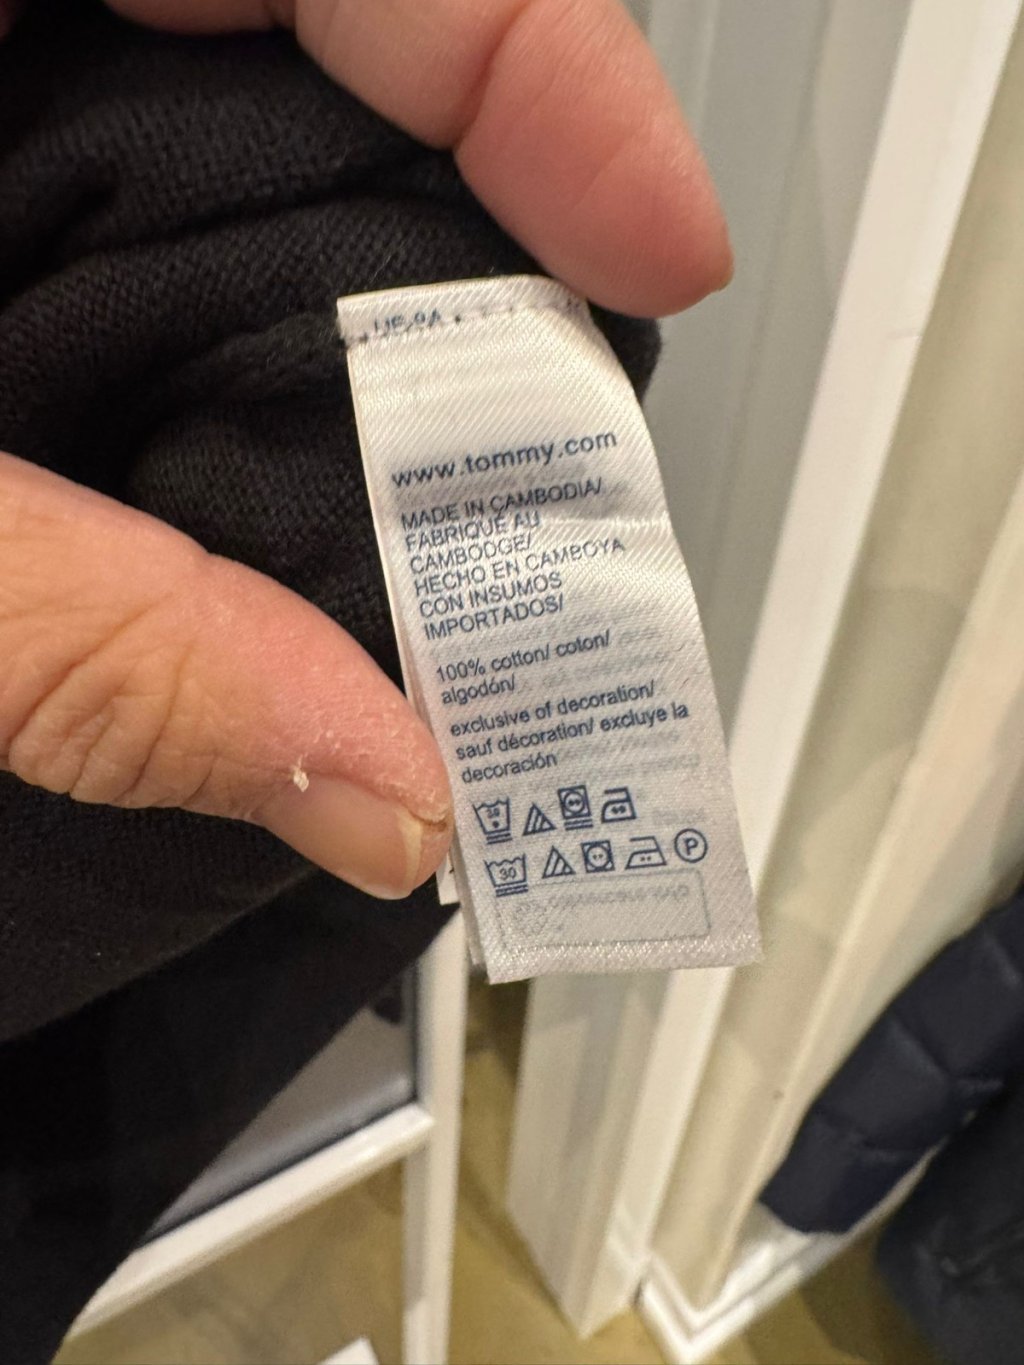 www.tommy.com
MADE IN CAMBODIA/
FABRIQUÉ AU
CAMBODGE/
HECHO EN CAMBOYA
CON INSUMOS
IMPORTADOS/
100% cotton/ coton/
algodón/
exclusive of decoration/
sauf décoration/ excluye la
decoración
30
30
P